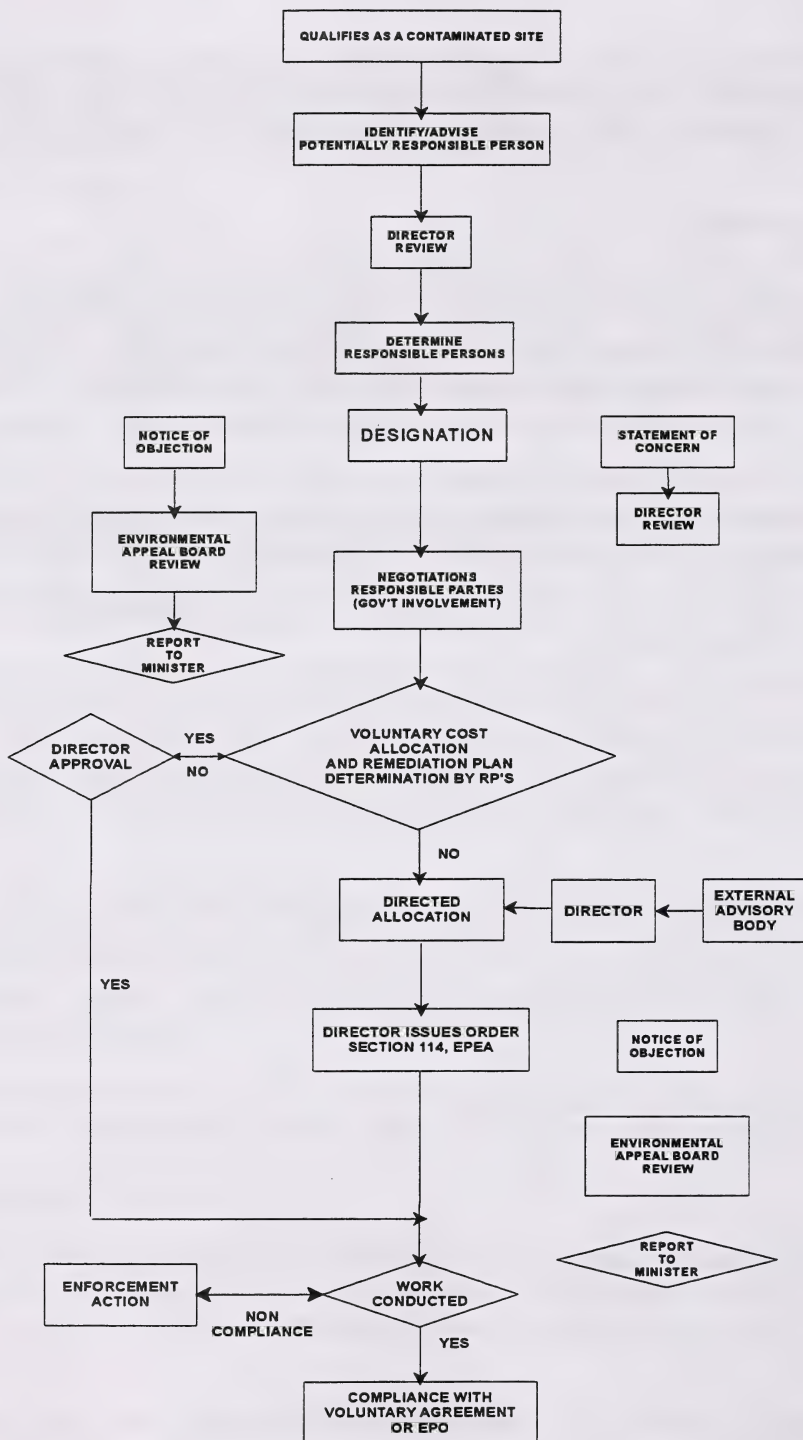 QUALIFIES AS A CONTAMINATED SITE
IDENTIFY/ADVISE
POTENTIALLY RESPONSIBLE PERSON
DIRECTOR
REVIEW
DETERMINE
RESPONSIBLE PERSONS
DESIGNATION
NOTICE OF
OBJECTION
ENVIRONMENTAL
APPEAL BOARD
REVIEW
REPORT
TO
MINISTER
STATEMENT OF
CONCERN
DIRECTOR
REVIEW
NEGOTIATIONS
RESPONSIBLE PARTIES
(GOV'T INVOLVEMENT)
DIRECTOR
APPROVAL
YES
NO
VOLUNTARY COST
ALLOCATION
AND REMEDIATION PLAN
DETERMINATION BY RP'S
NO
DIRECTED
ALLOCATION
DIRECTOR
EXTERNAL
ADVISORY
BODY
YES
DIRECTOR ISSUES ORDER
SECTION 114, EPEA
NOTICE OF
OBJECTION
ENVIRONMENTAL
APPEAL BOARD
REVIEW
REPORT
TO
MINISTER
ENFORCEMENT
ACTION
NON
COMPLIANCE
WORK
CONDUCTED
YES
COMPLIANCE WITH
VOLUNTARY AGREEMENT
OR EPO